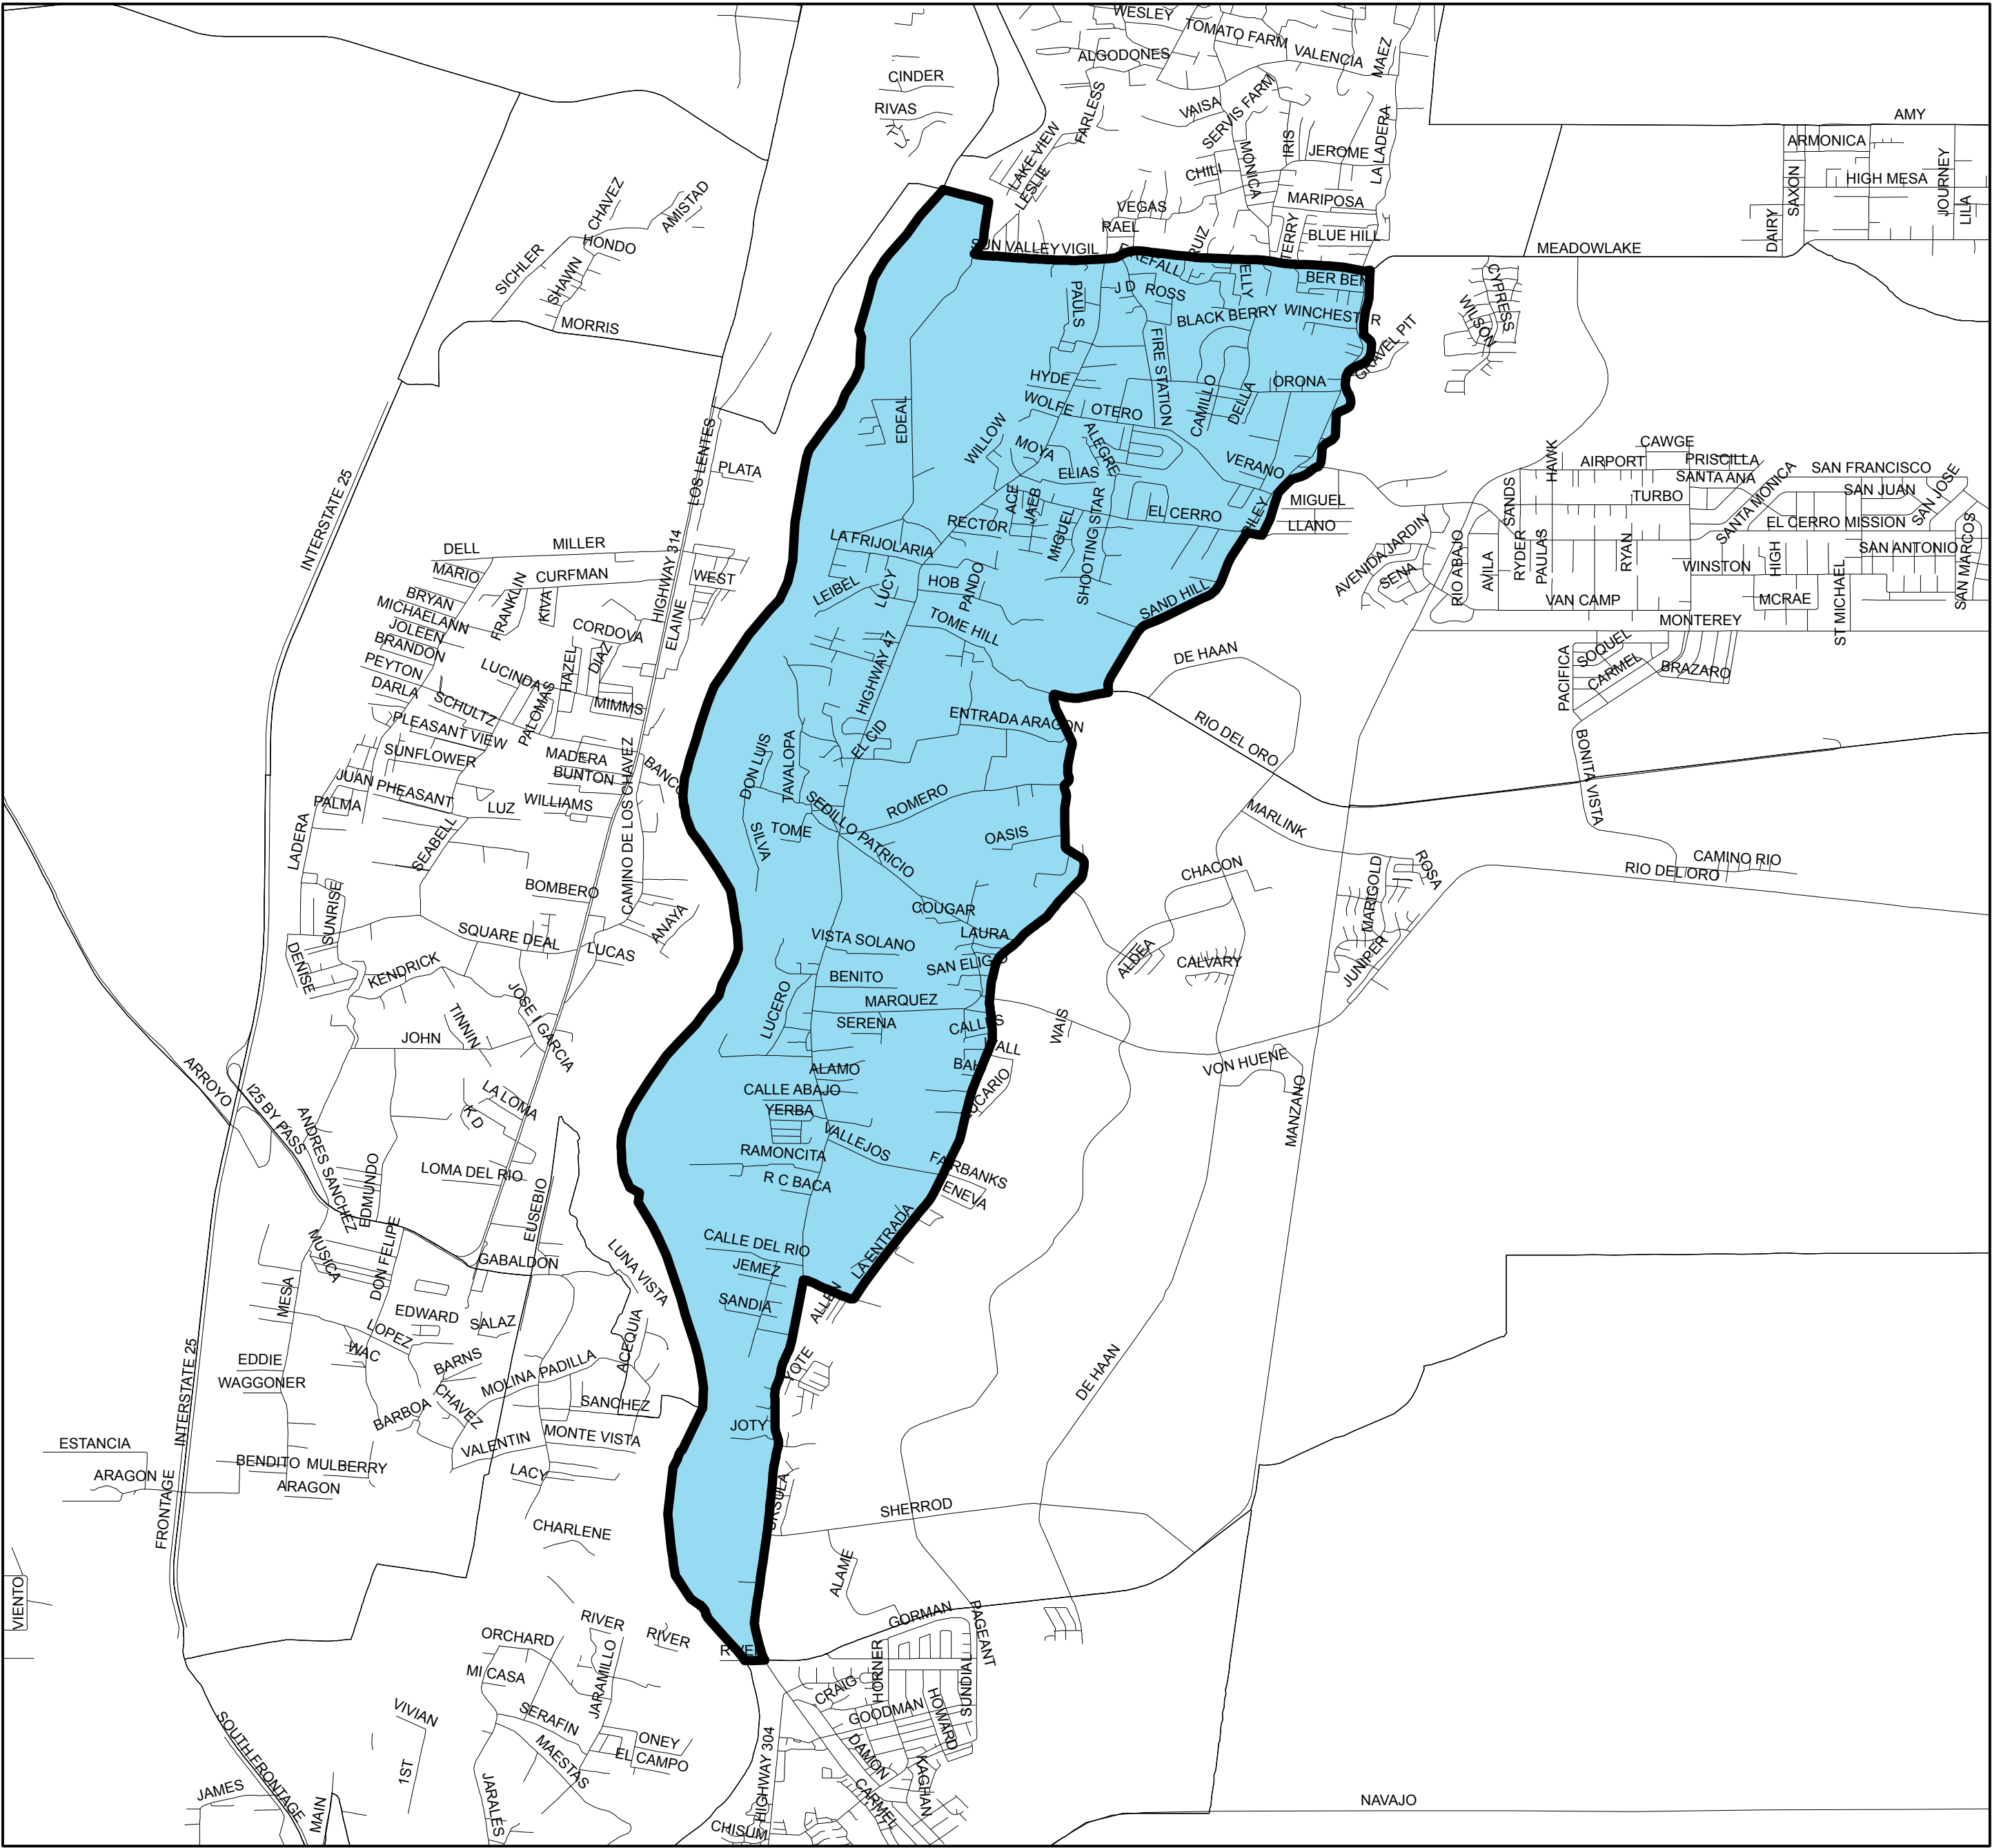 WESLEY
TOMATO FARM
VALENCIA
MAEZ
ALGODONES
CINDER
RIVAS
FARLESS
VAISA
SERVIS FARM
LAKE VIEW
LESLIE
MONICA
IRIS
JEROME
LA LADERA
CHILI
MARIPOSA
VEGAS
RAEL
RUIZ
TERRY
BLUE HILL
AMY
ARMONICA
HIGH MESA
SAXON
JOURNEY
LILA
DAIRY
MEADOWLAKE
CHAVEZ
AMISTAD
HONDO
SICHLER
SHAWN
MORRIS
SUN VALLEY VIGIL
ELLY
BER BER
PAULS
J D ROSS
BLACK BERRY
WINCHESTER
GRAVEL PIT
CYPRESS
WILSON
FIRE STATION
HYDE
WOLFE
OTERO
CAMILLO
DELLA
ORONA
EDEAL
WILLOW
MOYA
ALEGRE
ELIAS
VERANO
LOS LENTES
PLATA
INTERSTATE 25
HIGHWAY 314
ACE
JAEB
RECTOR
MIGUEL
SHOOTING STAR
EL CERRO
RILEY
MIGUEL
LLANO
LA FRIJOLARIA
HAWK
CAWGE
AIRPORT
PRISCILLA
SANTA ANA
SANTA MONICA
SAN FRANCISCO
SAN JUAN
SAN JOSE
TURBO
EL CERRO MISSION
SAN MARCOS
SAN ANTONIO
SANDS
RYDER
PAULAS
RYAN
WINSTON
HIGH
MCRAE
ST MICHAEL
AVENIDA JARDIN
SENA
RIO ABAJO
AVILA
VAN CAMP
MONTEREY
SOQUEL
CARMEL
BRAZARO
PACIFICA
BONITA VISTA
DELL
MILLER
MARIO
CURFMAN
WEST
BRYAN
MICHAELANN
FRANKLIN
KIVA
JOLEEN
BRANDON
CORDOVA
ELAINE
PEYTON
LUCINDA
HAZEL
DIAZ
DARLA
SCHULTZ
PALOMAS
MIMMS
PLEASANT VIEW
SUNFLOWER
MADERA
BUNTON
JUAN
PHEASANT
PALMA
LUZ
WILLIAMS
CAMINO DE LOS CHAVEZ
LADERA
SEABELL
LEIBEL
LUCY
HOB
PANDO
SAND HILL
TOME HILL
HIGHWAY 47
DE HAAN
RIO DEL ORO
ENTRADA ARAGON
EL CID
DON LUIS
TAVALOPA
SEDILLO
PATRICIO
ROMERO
OASIS
SILVA
TOME
MARLINK
CHACON
MARIGOLD
ROSA
CAMINO RIO
RIO DEL ORO
JUNIPER
BOMBERO
SUNRISE
SQUARE DEAL
LUCAS
ANAYA
DENISE
KENDRICK
TINNIN
JOSE I GARCIA
JOHN
COUGAR
VISTA SOLANO
LAURA
BENITO
SAN ELIGIO
MARQUEZ
SERENA
LUCERO
ALDEA
CALVARY
WAIS
VON HUENE
MANZANO
ALAMO
CALLE ABAJO
YERBA
VALLEJOS
RAMONCITA
R C BACA
FAIRBANKS
LA ENTRADA
CALLE DEL RIO
JEMEZ
SANDIA
ALLEN
ARROYO
I25 BY PASS
ANDRES SANCHEZ
LA LOMA
K D
EDMUNDO
LOMA DEL RIO
EUSEBIO
DON FELIPE
MUSICA
GABALDON
LUNA VISTA
MESA
EDWARD
SALAZ
ACEQUIA
LOPEZ
WAC
BARNS
MOLINA
PADILLA
EDDIE
WAGGONER
CHAVEZ
BARBOA
SANCHEZ
MONTE VISTA
VALENTIN
INTERSTATE 25
FRONTAGE
ESTANCIA
ARAGON
BENDITO
MULBERRY
ARAGON
LACY
CHARLENE
JOTY
SHERROD
DE HAAN
ALAME
GORMAN
PAGEANT
VIENTO
RIVER
RIVER
ORCHARD
MI CASA
JARAMILLO
VIVIAN
SERAFIN
MAESTAS
ONEY
EL CAMPO
SOUTH FRONTAGE
1ST
JAMES
MAIN
JARALES
HORNER
CRAIG
GOODMAN
HOWARD
SUNDIAL
DAMON
KAGHAN
CARMEL
HIGHWAY 304
CHISUM
NAVAJO